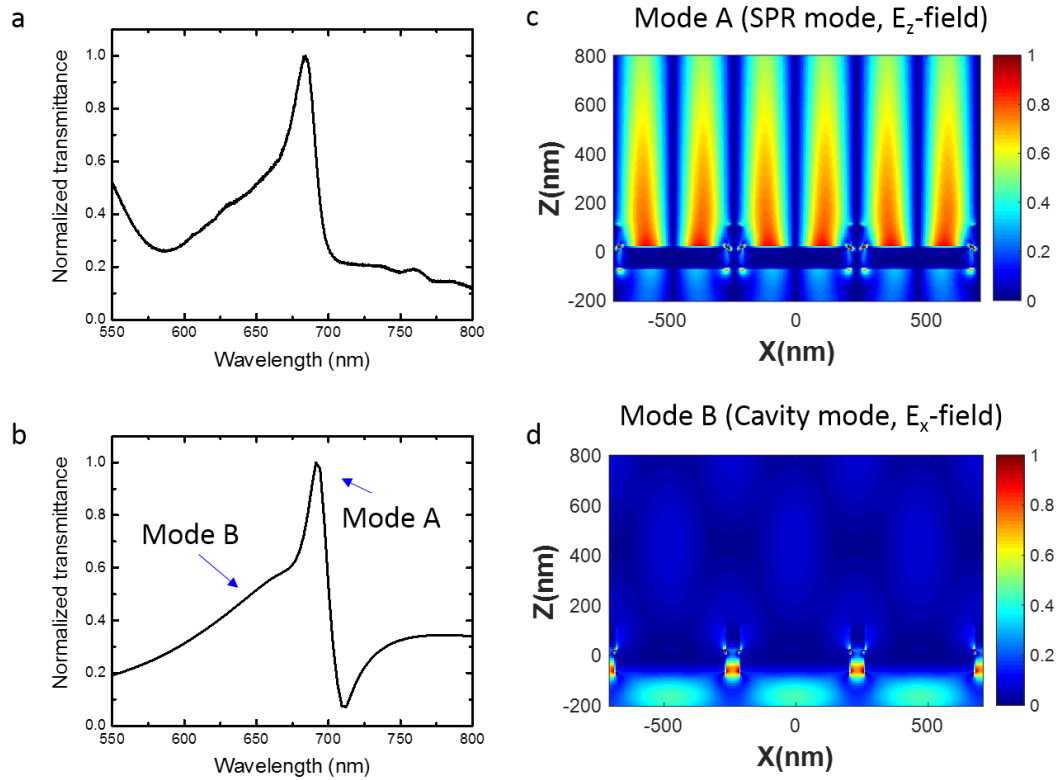 a
Normalized transmittance
1.0
0.8
0.6
0.4
0.2
0.0
550 600 650 700 750 800
Wavelength (nm)
c
Mode A (SPR mode, E_z-field)
800
600
400
200
0
-200
Z(nm)
-500 0 500
X(nm)
1
0.8
0.6
0.4
0.2
0
b
Normalized transmittance
1.0
0.8
0.6
0.4
0.2
0.0
Mode B
Mode A
550 600 650 700 750 800
Wavelength (nm)
d
Mode B (Cavity mode, E_x-field)
800
600
400
200
0
-200
Z(nm)
-500 0 500
X(nm)
1
0.8
0.6
0.4
0.2
0